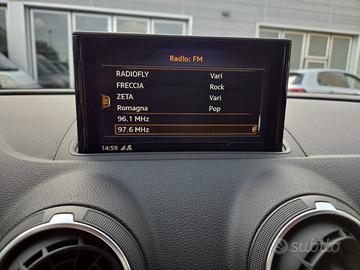 Radio: FM
RADIOFLY Vari
FRECCIA Rock
ZETA Vari
Romagna Pop
96.1 MHz
97.6 MHz
14:59
subito